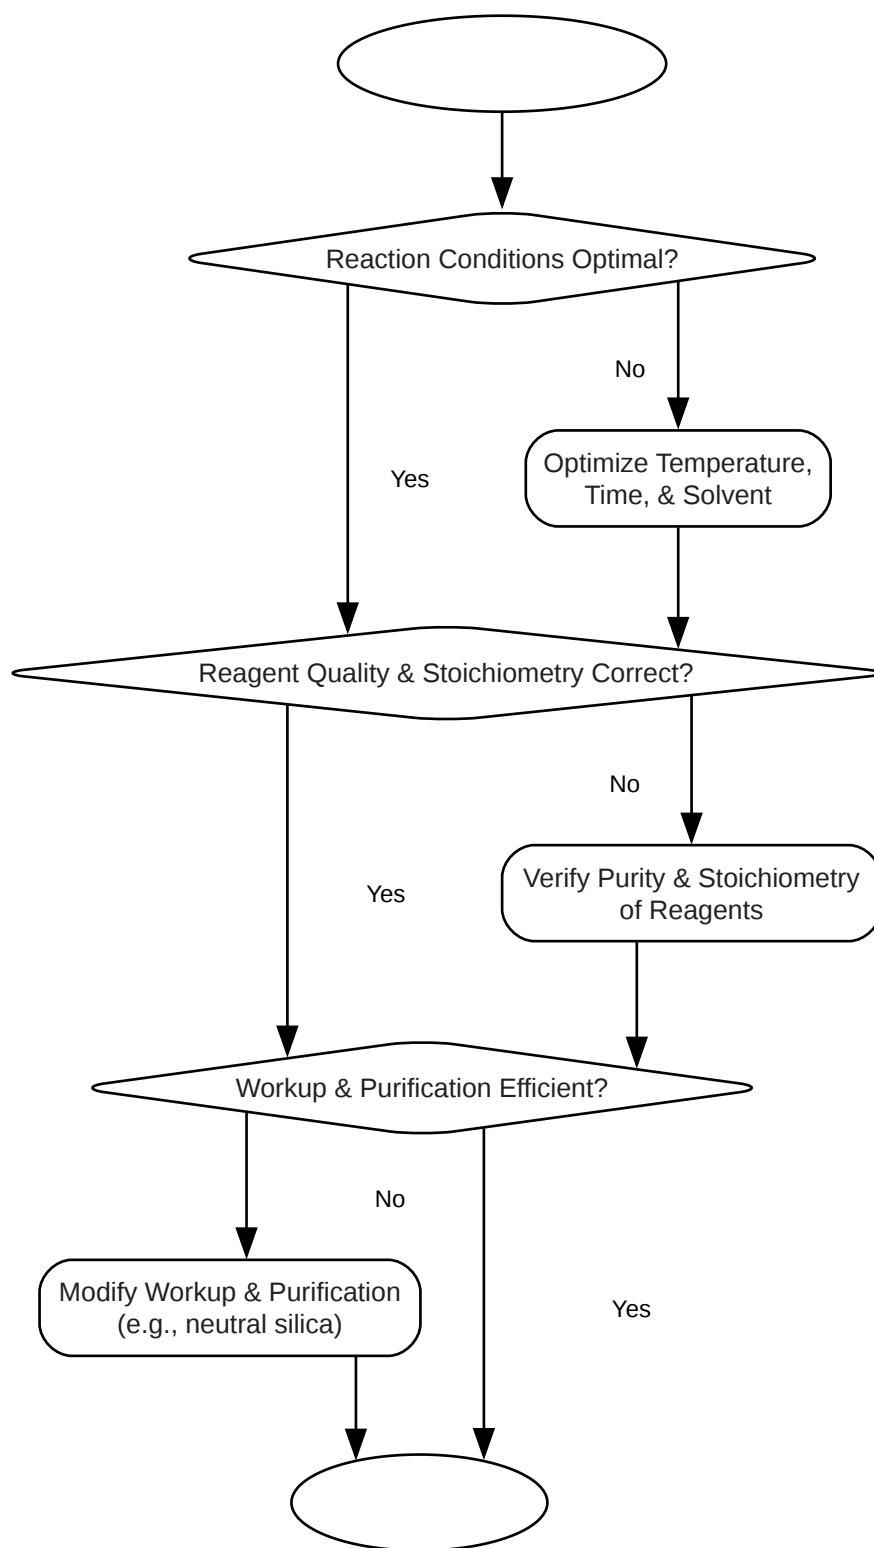 Reaction Conditions Optimal?
No
Yes
Optimize Temperature,
Time, & Solvent
Reagent Quality & Stoichiometry Correct?
No
Yes
Verify Purity & Stoichiometry
of Reagents
Workup & Purification Efficient?
No
Modify Workup & Purification
(e.g., neutral silica)
Yes